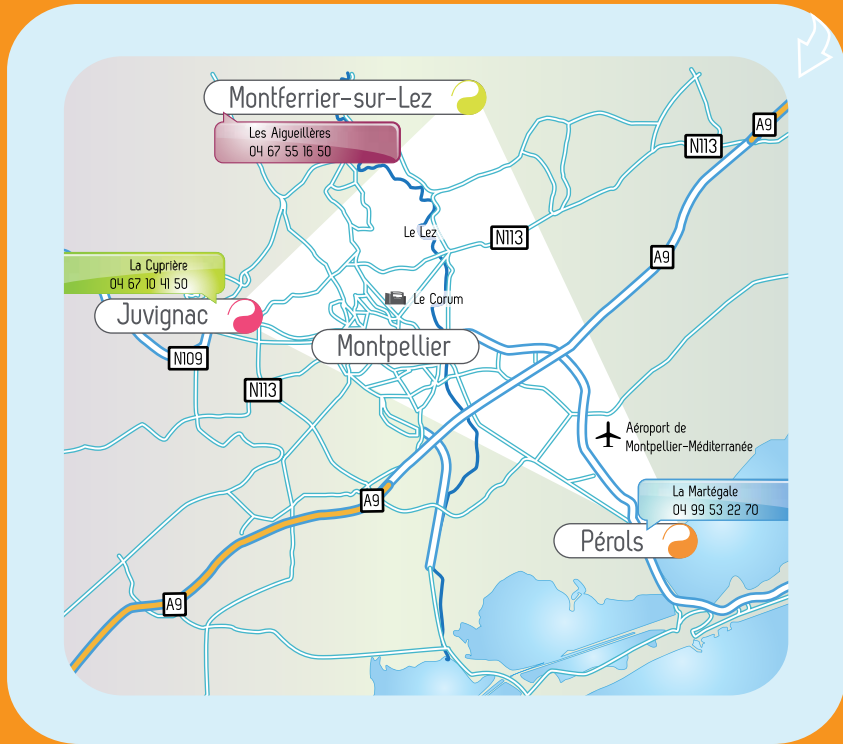 Montferrier-sur-Lez
Les Aigueillères
04 67 55 16 50
A9
N113
Le Lez
N113
A9
La Cyprière
04 67 10 41 50
Juvignac
Le Corum
Montpellier
N109
N113
Aéroport de
Montpellier-Méditerranée
A9
La Martégale
04 99 53 22 70
Pérols
A9